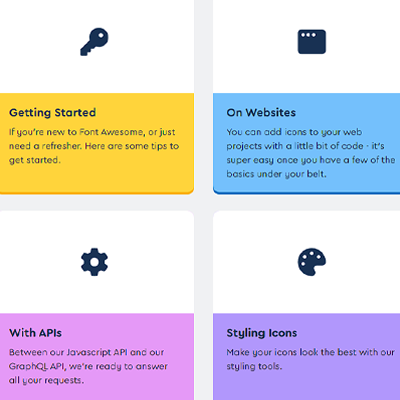 Getting Started
If you're new to Font Awesome, or just
need a refresher. Here are some tips to
get started.
On Websites
You can add icons to your web
projects with a little bit of code - it's
super easy once you have a few of the
basics under your belt.
With APIs
Between our Javascript API and our
GraphQL API, we're ready to answer
all your requests.
Styling Icons
Make your icons look the best with our
styling tools.